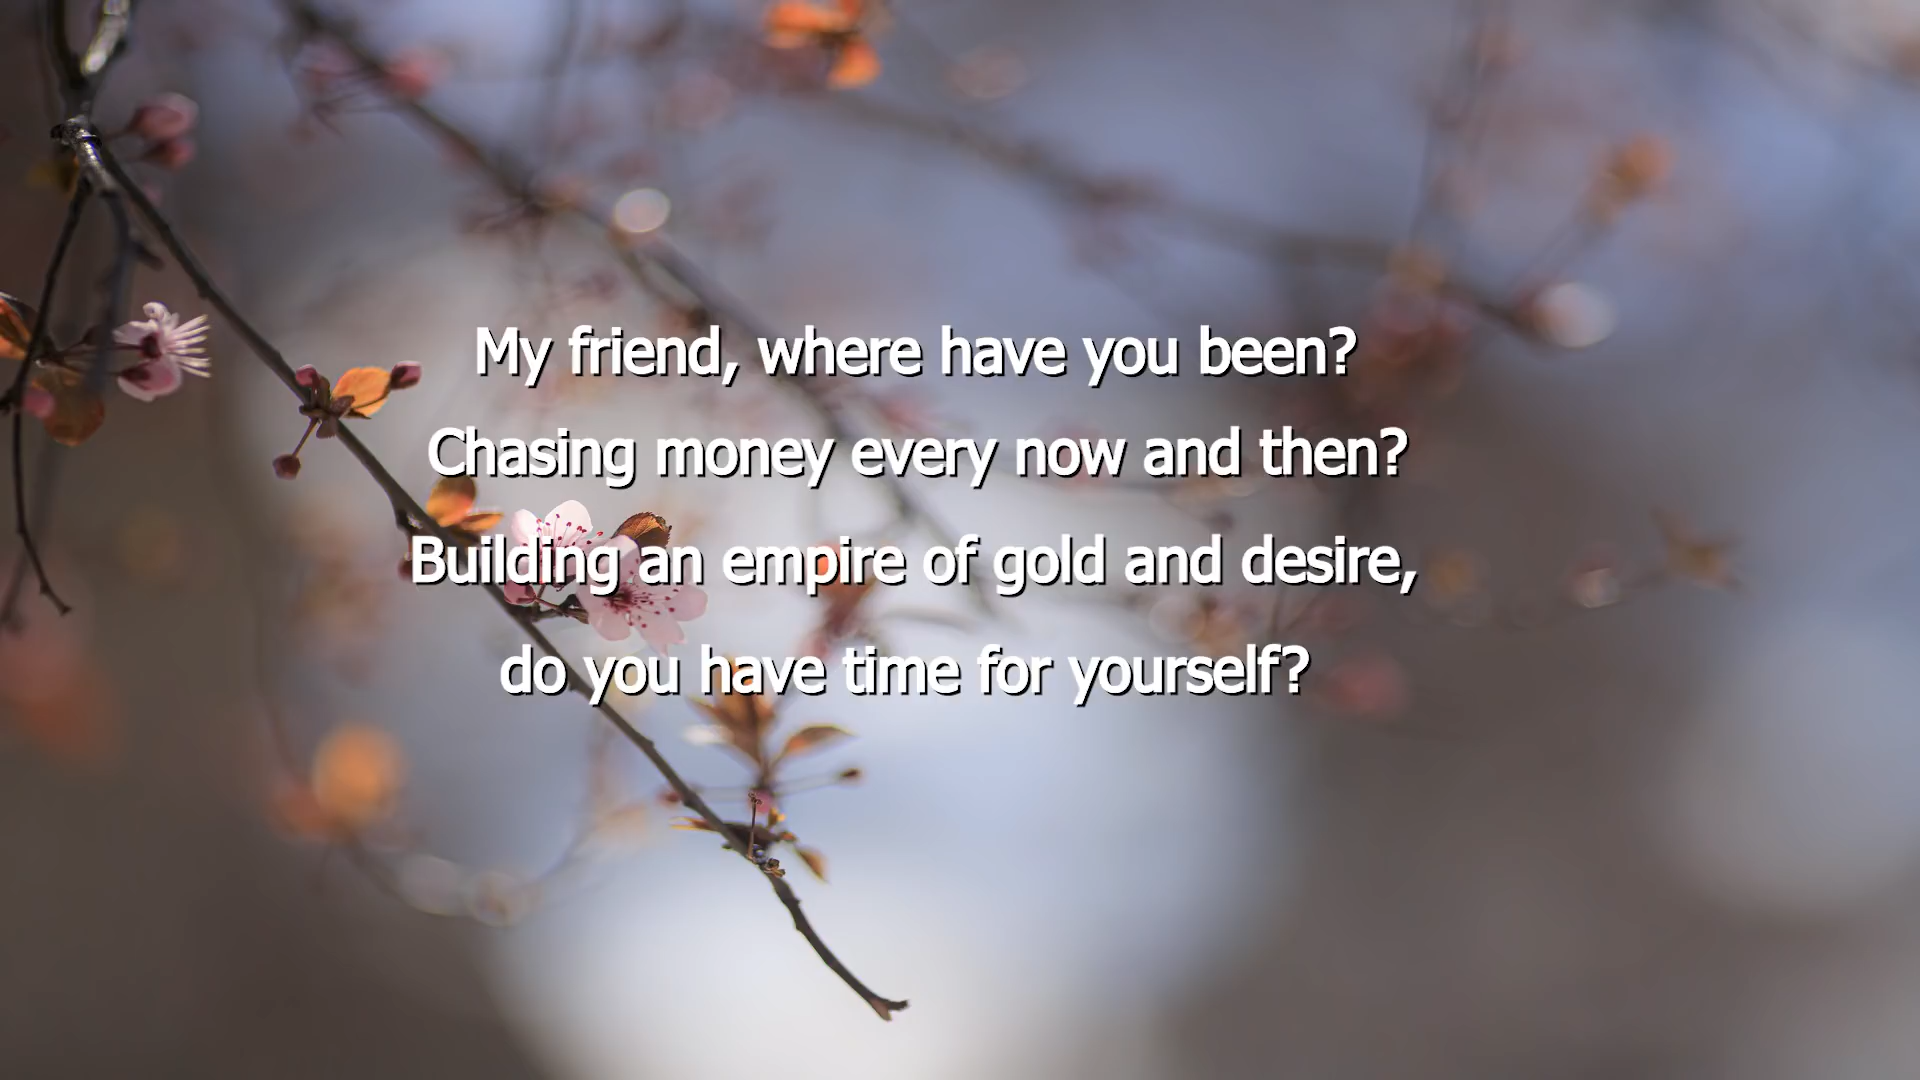 My friend, where have you been?
Chasing money every now and then?
Building an empire of gold and desire,
do you have time for yourself?